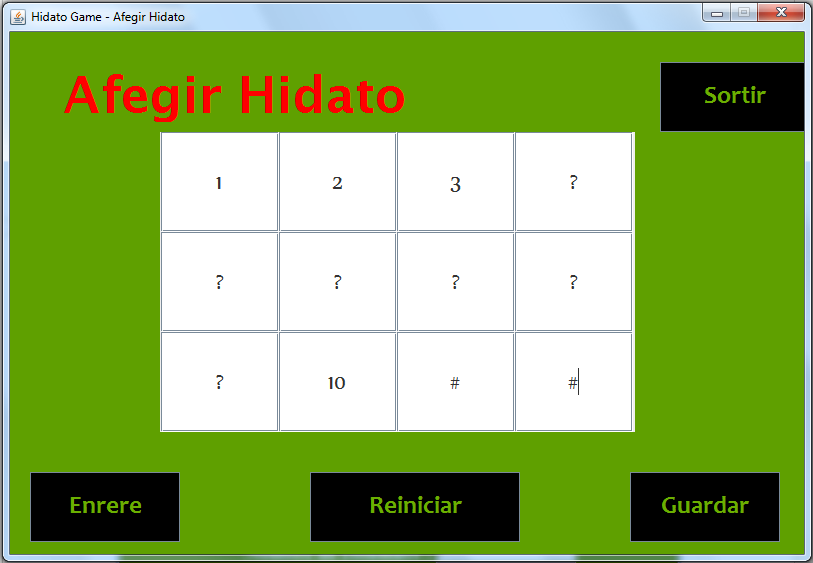 Hidato Game - Afegir Hidato
Afegir Hidato
Sortir
1 2 3 ?
? ? ? ?
? 10 # #
Enrere Reiniciar Guardar